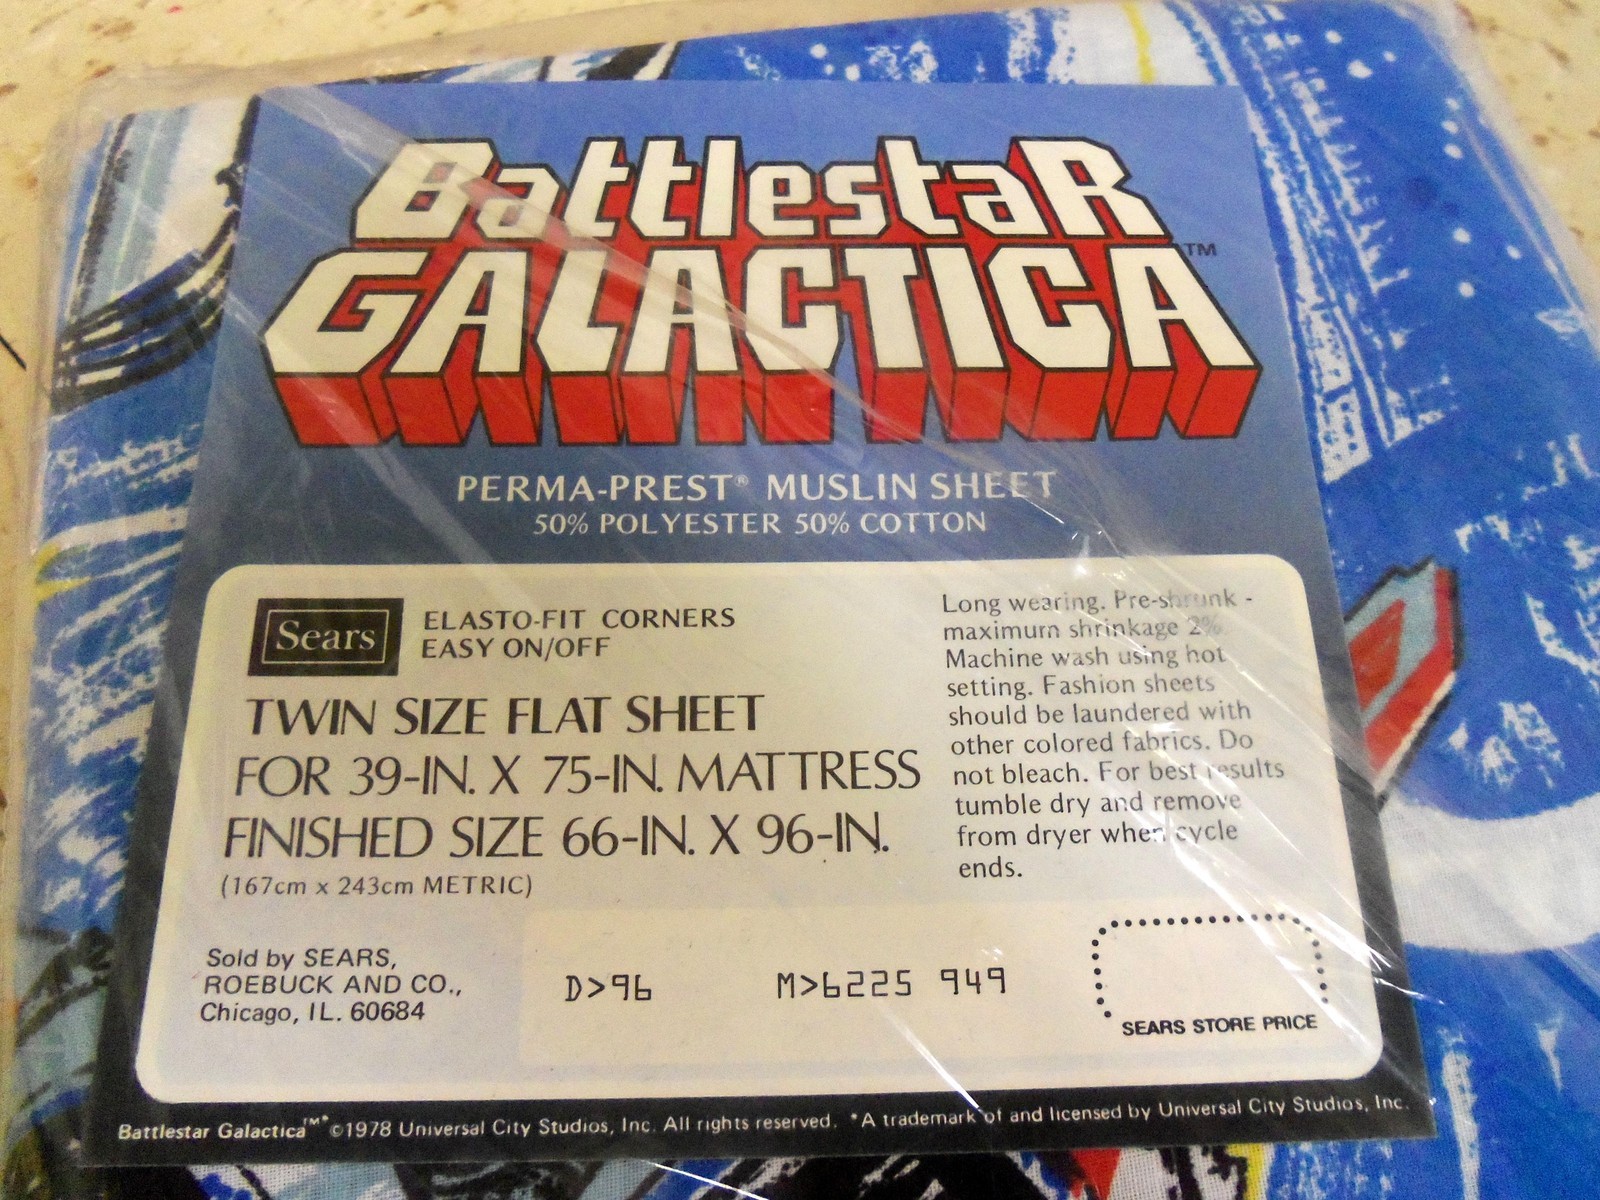 BattlestaR
GALACTICA™
PERMA-PREST® MUSLIN SHEET
50% POLYESTER 50% COTTON
Sears
ELASTO-FIT CORNERS
EASY ON/OFF
TWIN SIZE FLAT SHEET
FOR 39-IN. X 75-IN. MATTRESS
FINISHED SIZE 66-IN. X 96-IN.
(167cm x 243cm METRIC)
Long wearing. Pre-shrunk -
maximum shrinkage 2%
Machine wash using hot
setting. Fashion sheets
should be laundered with
other colored fabrics. Do
not bleach. For best results
tumble dry and remove
from dryer when cycle
ends.
Sold by SEARS,
ROEBUCK AND CO.,
Chicago, IL. 60684
D>96 M>6225 949
SEARS STORE PRICE
Battlestar Galactica™* ©1978 Universal City Studios, Inc. All rights reserved. *A trademark of and licensed by Universal City Studios, Inc.